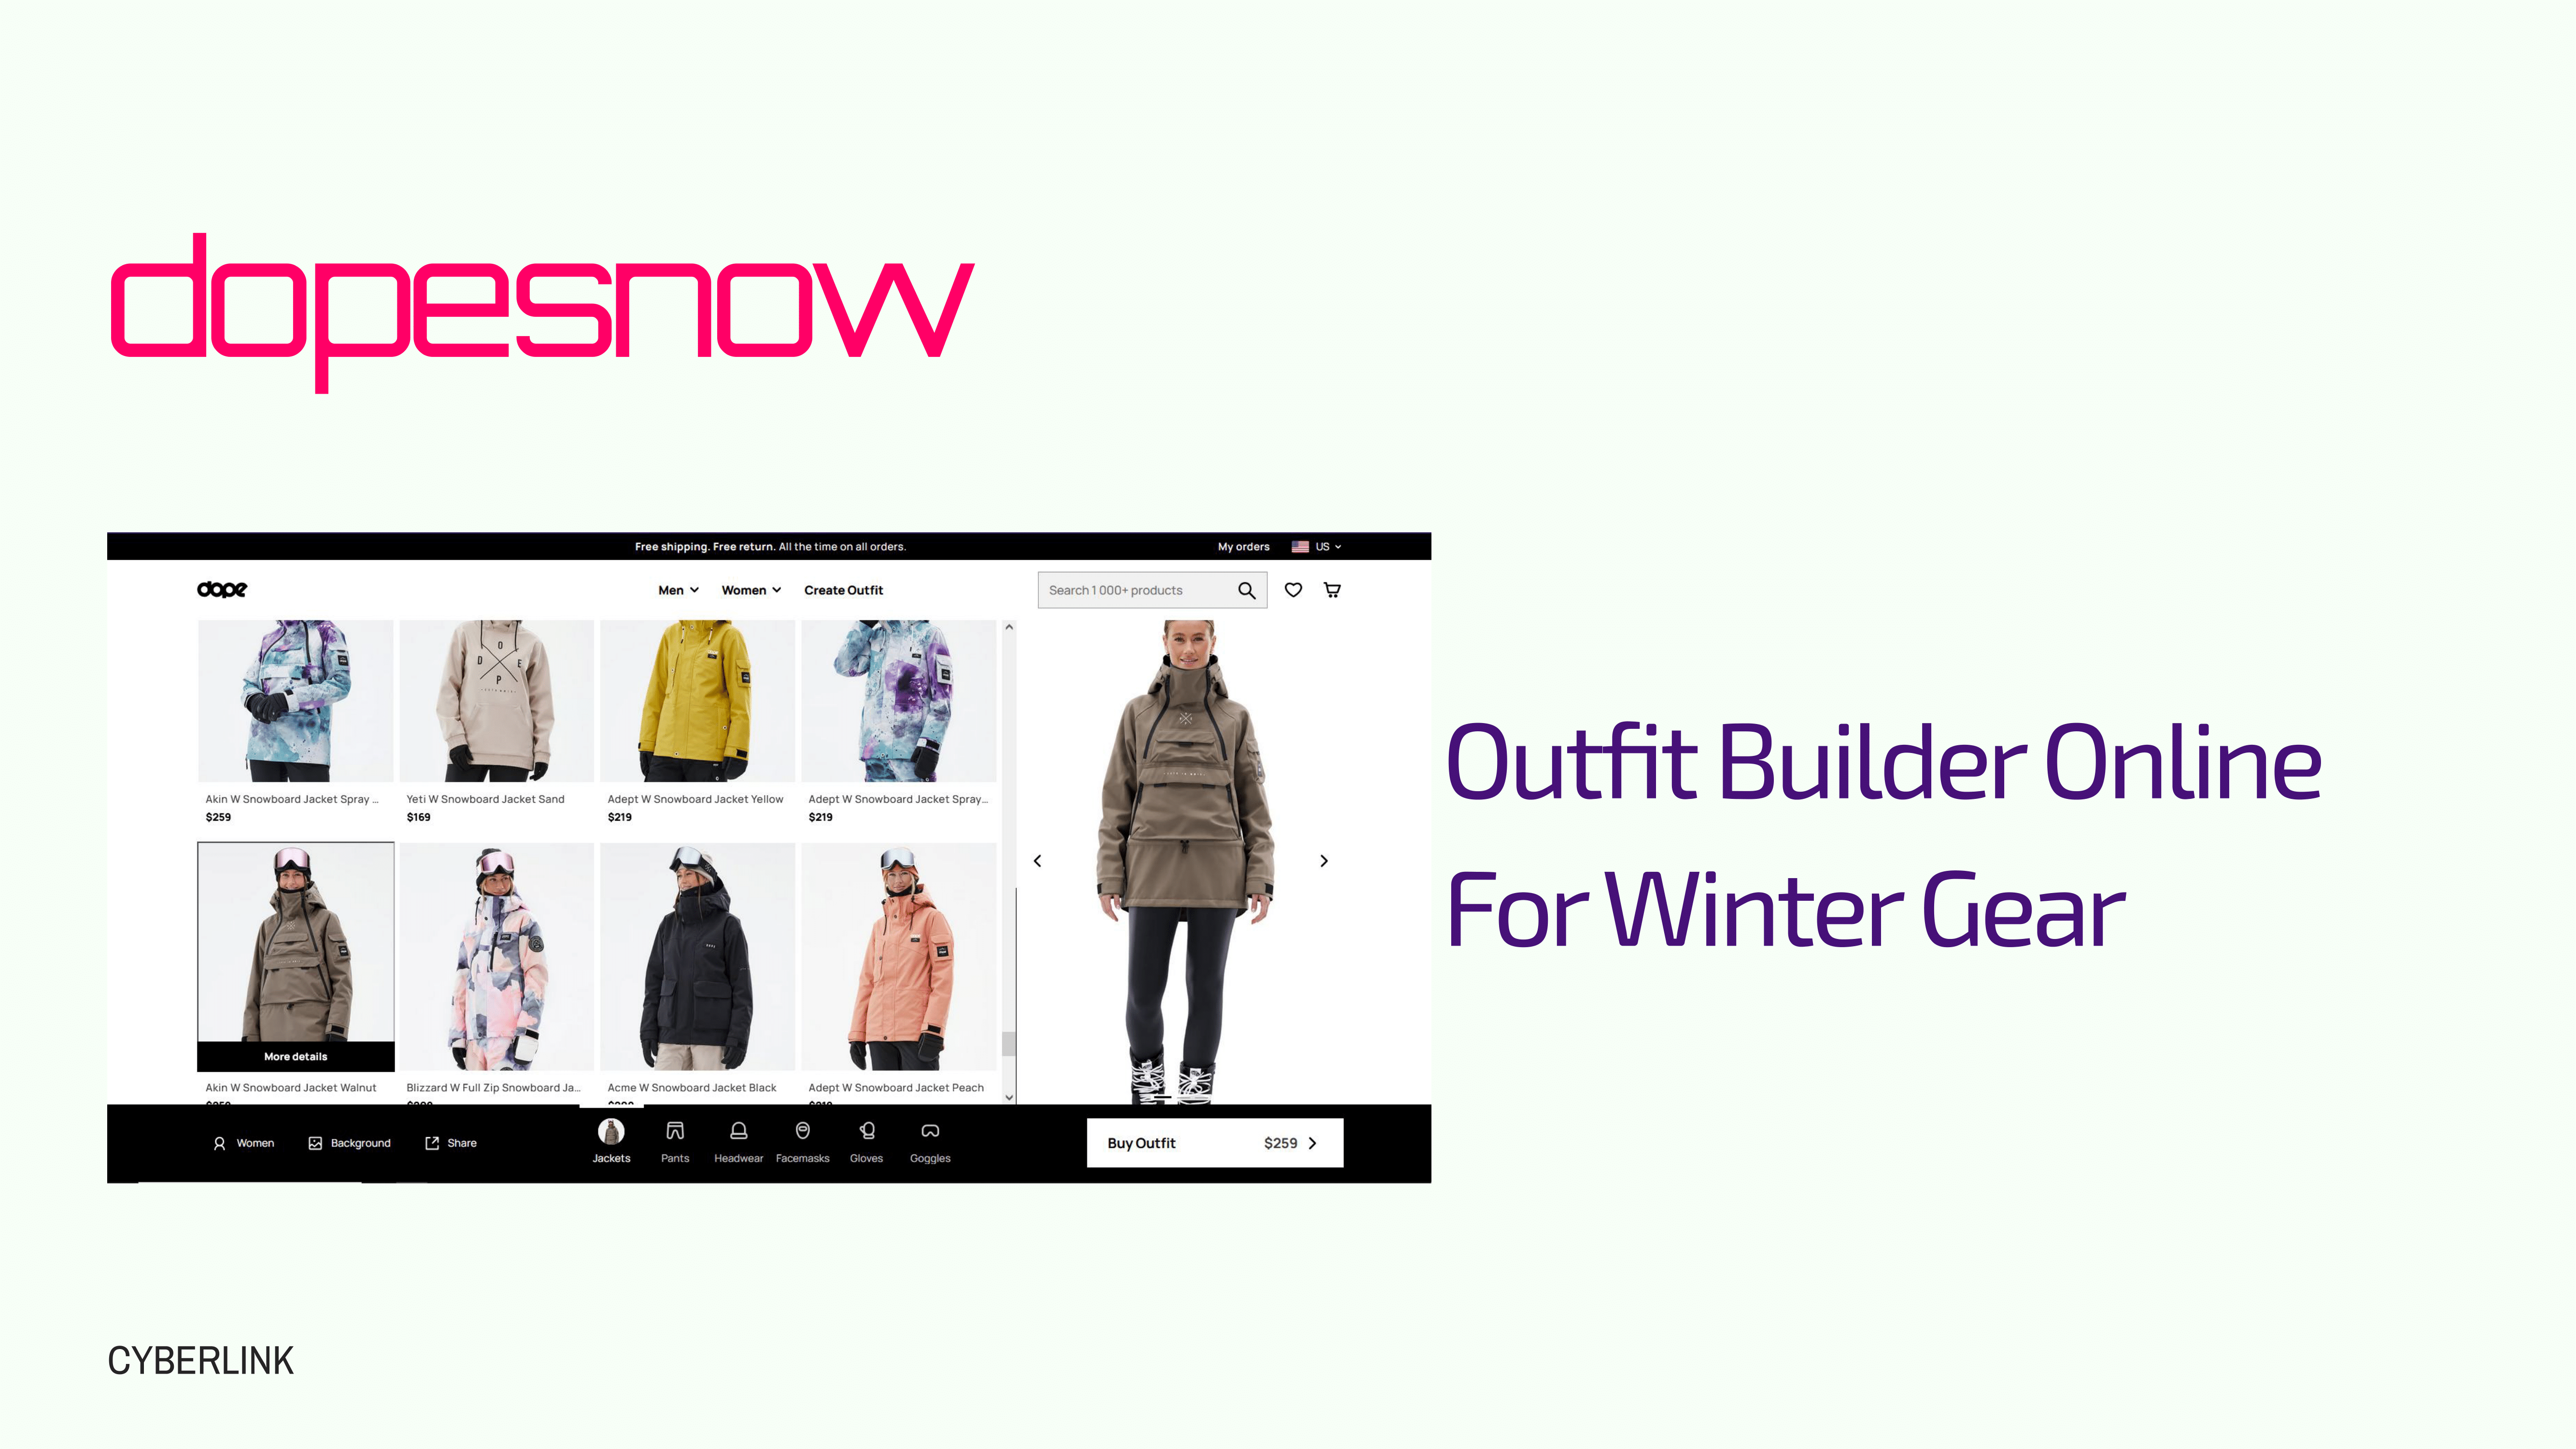 dopesnow
Free shipping. Free return. All the time on all orders.
My orders
US
dope
Men
Women
Create Outfit
Search 1 000+ products
D O P E
Akin W Snowboard Jacket Spray ...
$259
Yeti W Snowboard Jacket Sand
$169
Adept W Snowboard Jacket Yellow
$219
Adept W Snowboard Jacket Spray...
$219
More details
Akin W Snowboard Jacket Walnut
Blizzard W Full Zip Snowboard Ja...
Acme W Snowboard Jacket Black
Adept W Snowboard Jacket Peach
Women
Background
Share
Jackets
Pants
Headwear
Facemasks
Gloves
Goggles
Buy Outfit
$259
Outfit Builder Online
For Winter Gear
CYBERLINK